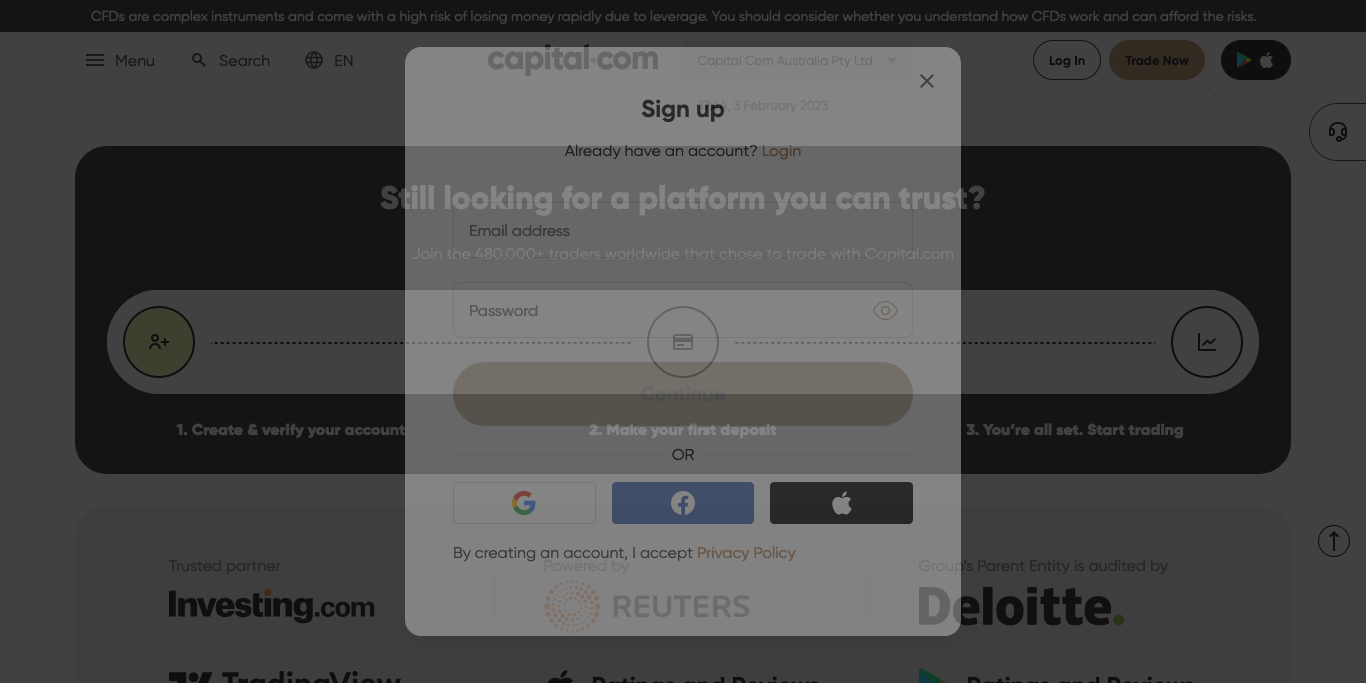 CFDs are complex instruments and come with a high risk of losing money rapidly due to leverage. You should consider whether you understand how CFDs work and can afford the risks.
Menu
Search
EN
capital.com
Capital Com Australia Pty Ltd
Log In
Trade Now
3 February 2023
Sign up
Already have an account? Login
Still looking for a platform you can trust?
Email address
Join the 480.000+ traders worldwide that chose to trade with Capital.com
Password
Continue
1. Create & verify your account
2. Make your first deposit
3. You’re all set. Start trading
OR
By creating an account, I accept Privacy Policy
Trusted partner
Powered by
Group's Parent Entity is audited by
Investing.com
REUTERS
Deloitte.
TradingView
Ratings and Reviews
Ratings and Reviews